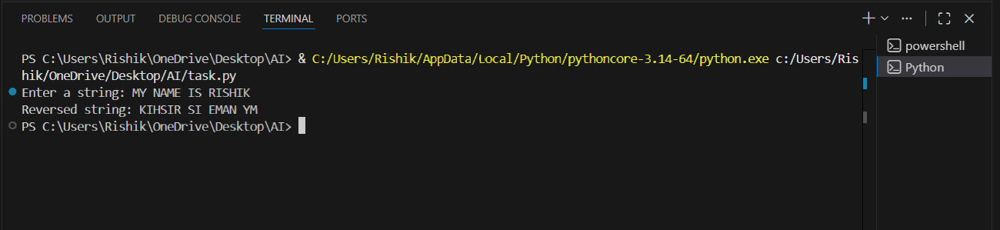 PROBLEMS OUTPUT DEBUG CONSOLE TERMINAL PORTS
PS C:\Users\Rishik\OneDrive\Desktop\AI> & C:/Users/Rishik/AppData/Local/Python/pythoncore-3.14-64/python.exe c:/Users/Ris
hik/OneDrive/Desktop/AI/task.py
Enter a string: MY NAME IS RISHIK
Reversed string: KIHSIR SI EMAN YM
PS C:\Users\Rishik\OneDrive\Desktop\AI>
powershell
Python